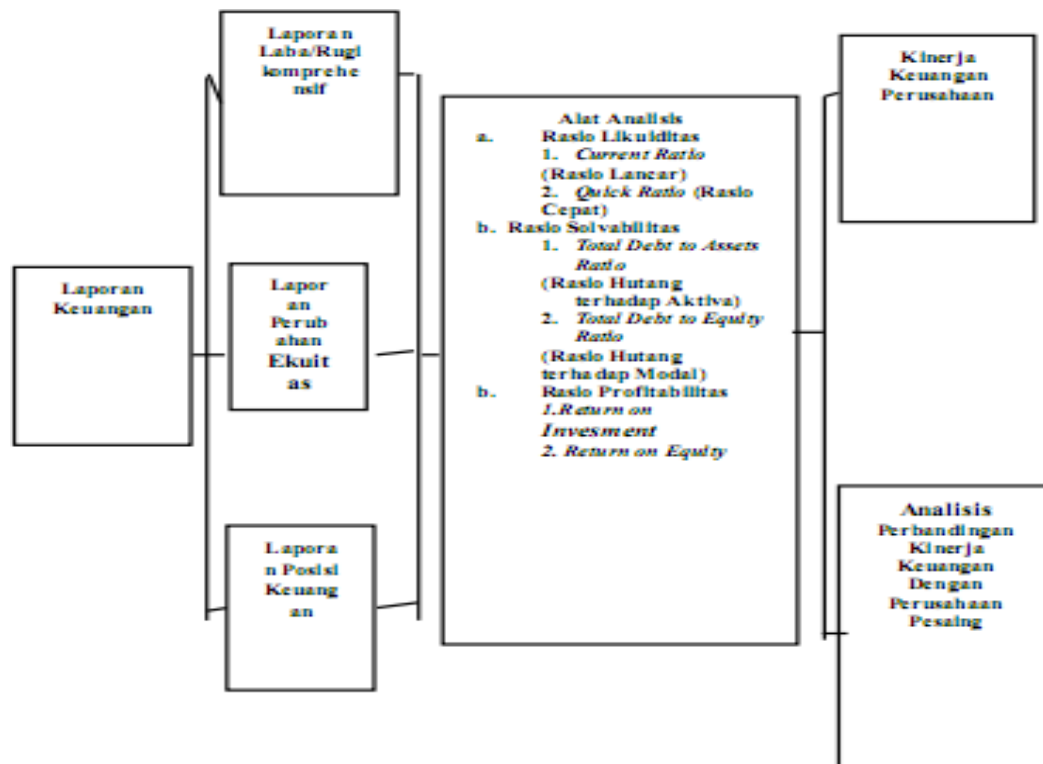 Laporan
Keuangan
Laporan
Laba/Rugi
komprehe
nsif
Lapor
an
Perub
ahan
Ekuit
as
Lapora
n Posisi
Keuang
an
Alat Analisis
a. Rasio Likuiditas
1. Current Ratio
(Rasio Lancar)
2. Quick Ratio (Rasio
Cepat)
b. Rasio Solvabilitas
1. Total Debt to Assets
Ratio
(Rasio Hutang
terhadap Aktiva)
2. Total Debt to Equity
Ratio
(Rasio Hutang
terhadap Modal)
b. Rasio Profitabilitas
1.Return on
Invesment
2. Return on Equity
Kinerja
Keuangan
Perusahaan
Analisis
Perbandingan
Kinerja
Keuangan
Dengan
Perusahaan
Pesaing